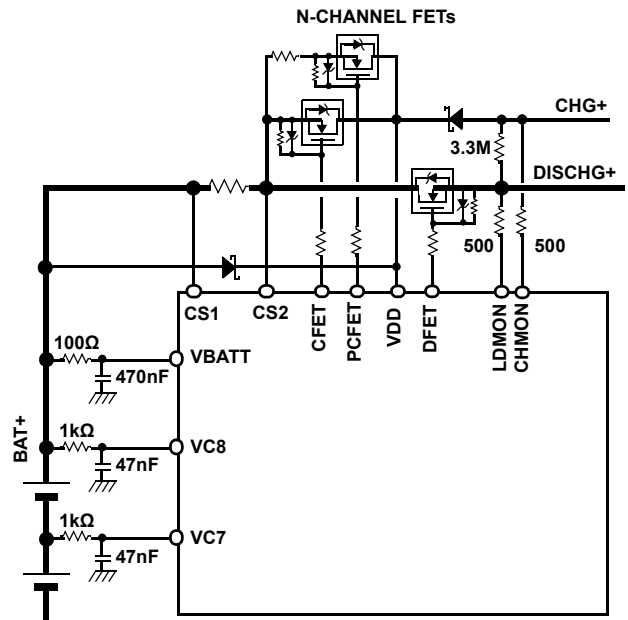 N-CHANNEL FETs
CHG+
3.3M
DISCHG+
500
500
CS1
CS2
CFET
PCFET
VDD
DFET
LDMON
CHMON
100Ω
VBATT
470nF
BAT+
1kΩ
VC8
47nF
1kΩ
VC7
47nF